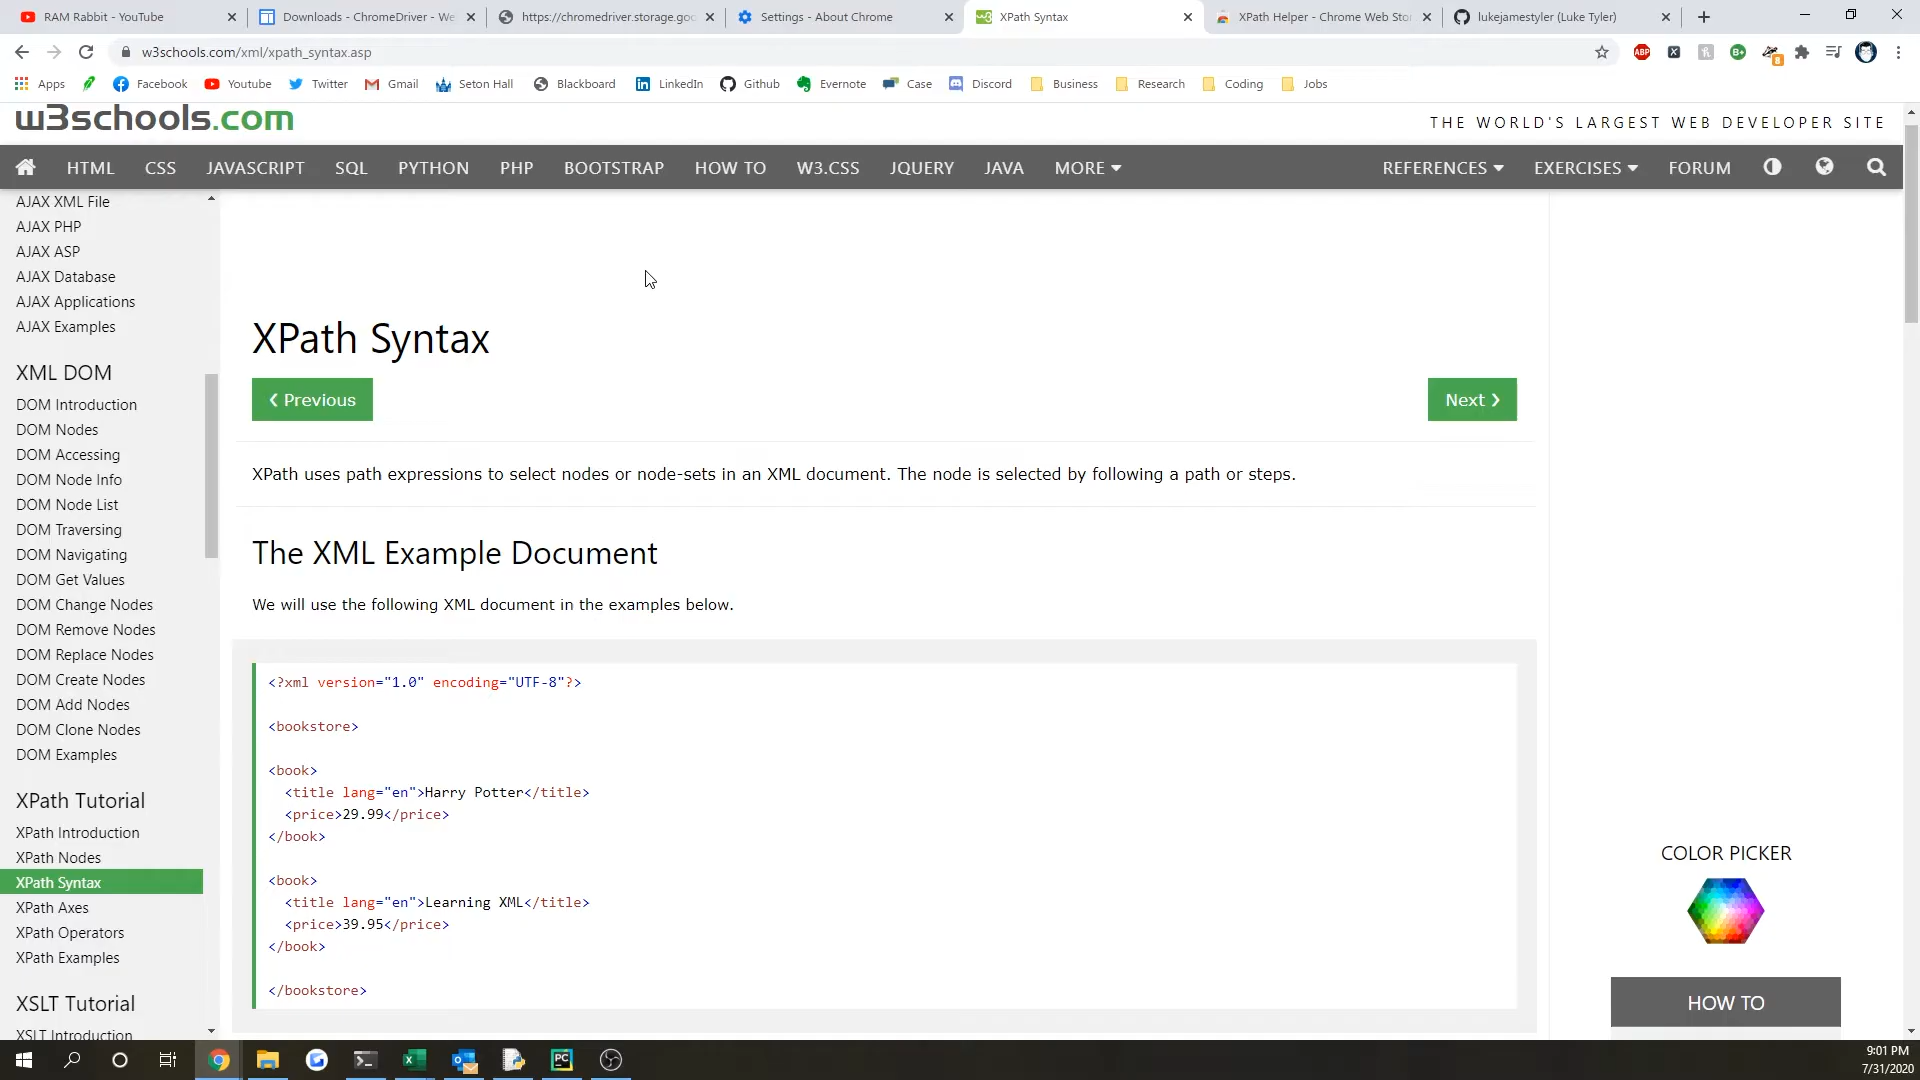 RAM Rabbit - YouTube
Downloads - ChromeDriver - We
https://chromedriver.storage.goo
Settings - About Chrome
XPath Syntax
XPath Helper - Chrome Web Sto
lukejamestyler (Luke Tyler)
w3schools.com/xml/xpath_syntax.asp
ABP
B+
8
Apps
Facebook
Youtube
Twitter
Gmail
Seton Hall
Blackboard
LinkedIn
Github
Evernote
Case
Discord
Business
Research
Coding
Jobs
w3schools.com
THE WORLD'S LARGEST WEB DEVELOPER SITE
HTML
CSS
JAVASCRIPT
SQL
PYTHON
PHP
BOOTSTRAP
HOW TO
W3.CSS
JQUERY
JAVA
MORE
REFERENCES
EXERCISES
FORUM
AJAX XML File
AJAX PHP
AJAX ASP
AJAX Database
AJAX Applications
AJAX Examples
XML DOM
DOM Introduction
DOM Nodes
DOM Accessing
DOM Node Info
DOM Node List
DOM Traversing
DOM Navigating
DOM Get Values
DOM Change Nodes
DOM Remove Nodes
DOM Replace Nodes
DOM Create Nodes
DOM Add Nodes
DOM Clone Nodes
DOM Examples
XPath Tutorial
XPath Introduction
XPath Nodes
XPath Syntax
XPath Axes
XPath Operators
XPath Examples
XSLT Tutorial
XSLT Introduction
XPath Syntax
❮ Previous
Next ❯
XPath uses path expressions to select nodes or node-sets in an XML document. The node is selected by following a path or steps.
The XML Example Document
We will use the following XML document in the examples below.
<?xml version="1.0" encoding="UTF-8"?>
<bookstore>
<book>
<title lang="en">Harry Potter</title>
<price>29.99</price>
</book>
<book>
<title lang="en">Learning XML</title>
<price>39.95</price>
</book>
</bookstore>
COLOR PICKER
HOW TO
9:01 PM
7/31/2020